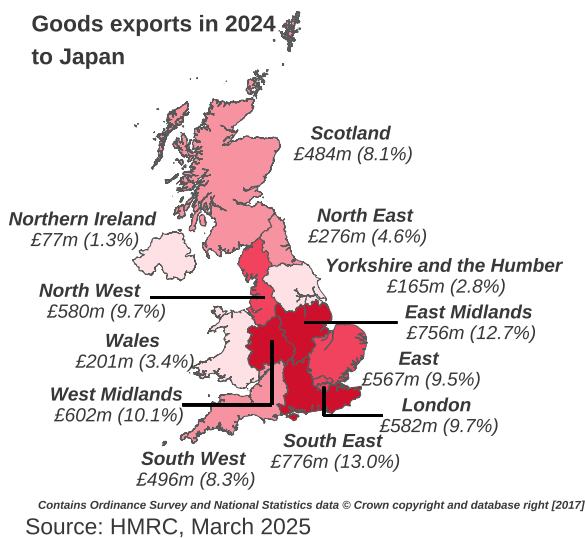 Goods exports in 2024
to Japan
Scotland
£484m (8.1%)
Northern Ireland
£77m (1.3%)
North East
£276m (4.6%)
Yorkshire and the Humber
£165m (2.8%)
North West
£580m (9.7%)
East Midlands
£756m (12.7%)
Wales
£201m (3.4%)
East
£567m (9.5%)
West Midlands
£602m (10.1%)
London
£582m (9.7%)
South East
£776m (13.0%)
South West
£496m (8.3%)
Contains Ordinance Survey and National Statistics data © Crown copyright and database right [2017]
Source: HMRC, March 2025